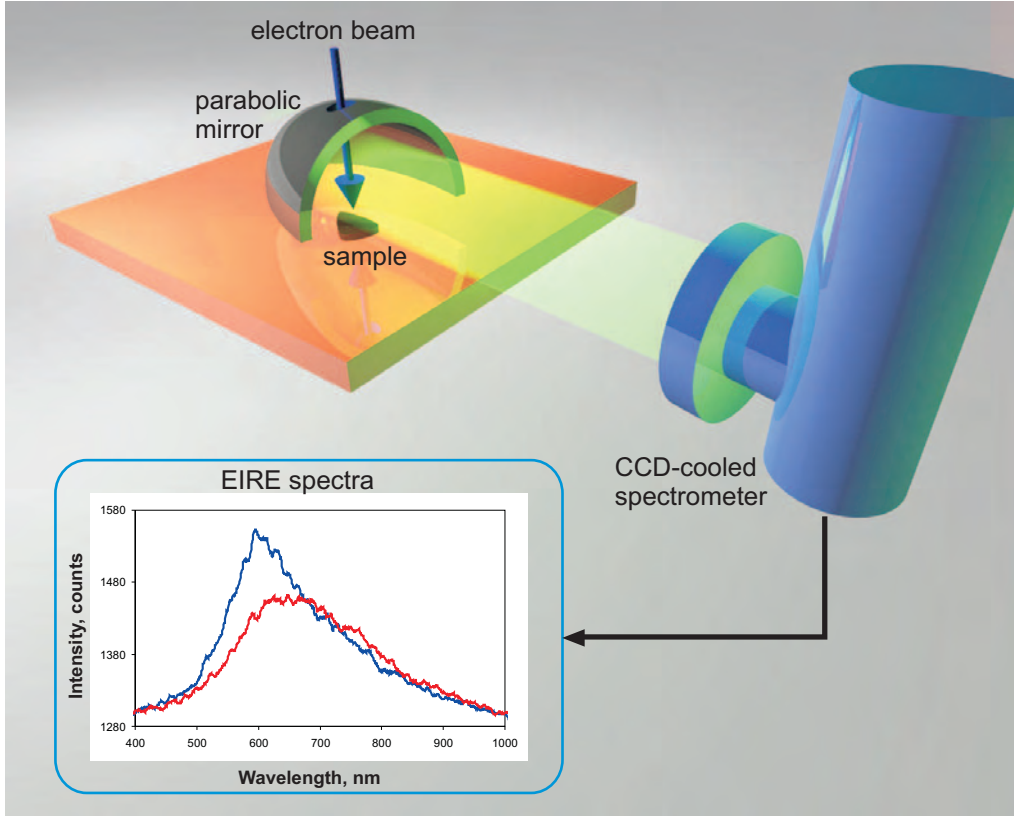 electron beam
parabolic
mirror
sample
CCD-cooled
spectrometer
EIRE spectra
1580
1480
1380
1280
Intensity, counts
400 500 600 700 800 900 1000
Wavelength, nm